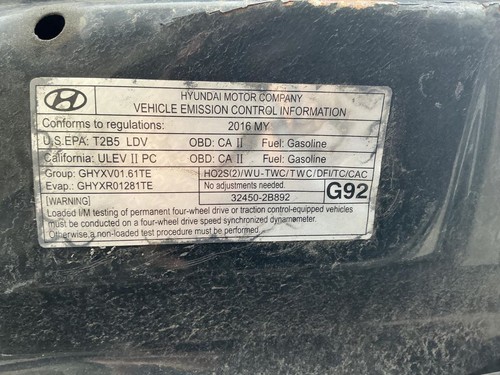 HYUNDAI MOTOR COMPANY
VEHICLE EMISSION CONTROL INFORMATION
Conforms to regulations: 2016 MY
U.S.EPA: T2B5 LDV OBD: CA II Fuel: Gasoline
California: ULEV II PC OBD: CA II Fuel: Gasoline
Group: GHYXV01.61TE HO2S(2)/WU-TWC/TWC/DFI/TC/CAC
Evap.: GHYXR01281TE No adjustments needed. G92
[WARNING] 32450-2B892
Loaded I/M testing of permanent four-wheel drive or traction control-equipped vehicles
must be conducted on a four-wheel drive speed synchronized dynamometer.
Otherwise,a non-loaded test procedure must be utilized.